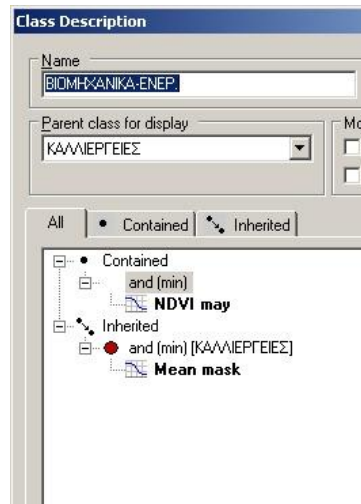 Class Description
Name
ΒΙΟΜΗΧΑΝΙΚΑ-ΕΝΕΡ.
Parent class for display
Mo
ΚΑΛΛΙΕΡΓΕΙΕΣ
All Contained Inherited
Contained
and (min)
NDVI may
Inherited
and (min) [ΚΑΛΛΙΕΡΓΕΙΕΣ]
Mean mask